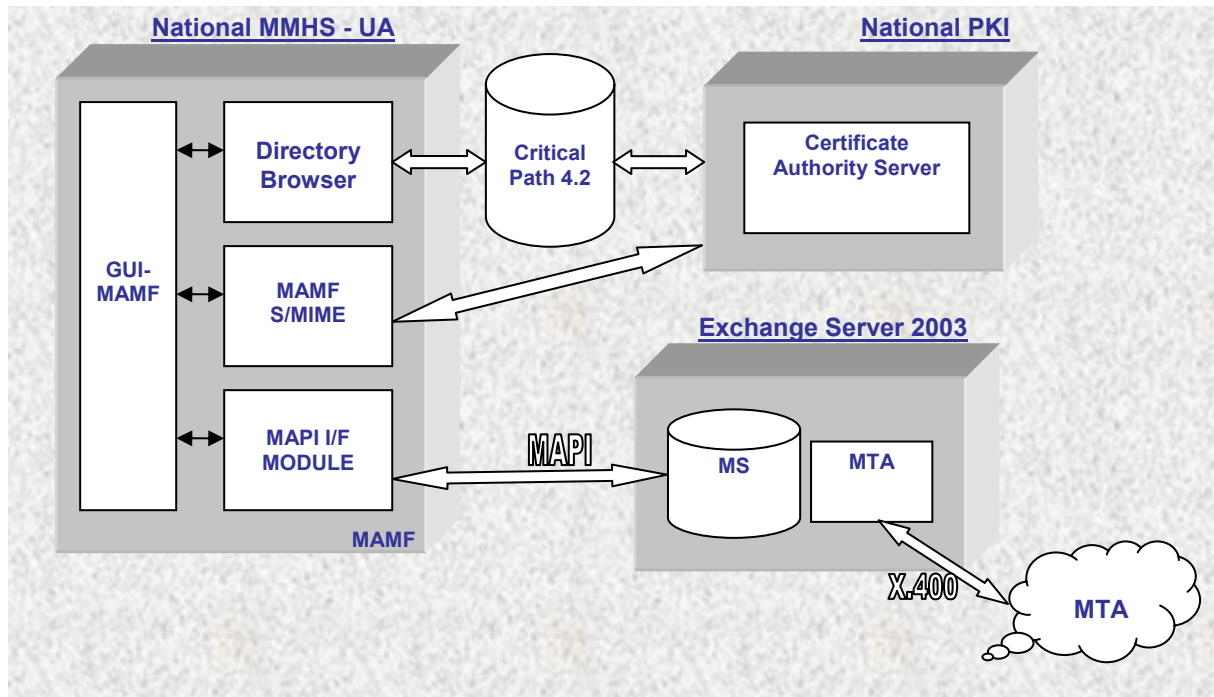 National MMHS - UA
National PKI
Directory
Browser
Critical
Path 4.2
Certificate
Authority Server
GUI-
MAMF
MAMF
S/MIME
Exchange Server 2003
MAPI I/F
MODULE
MAPI
MS
MTA
MAMF
X.400
MTA